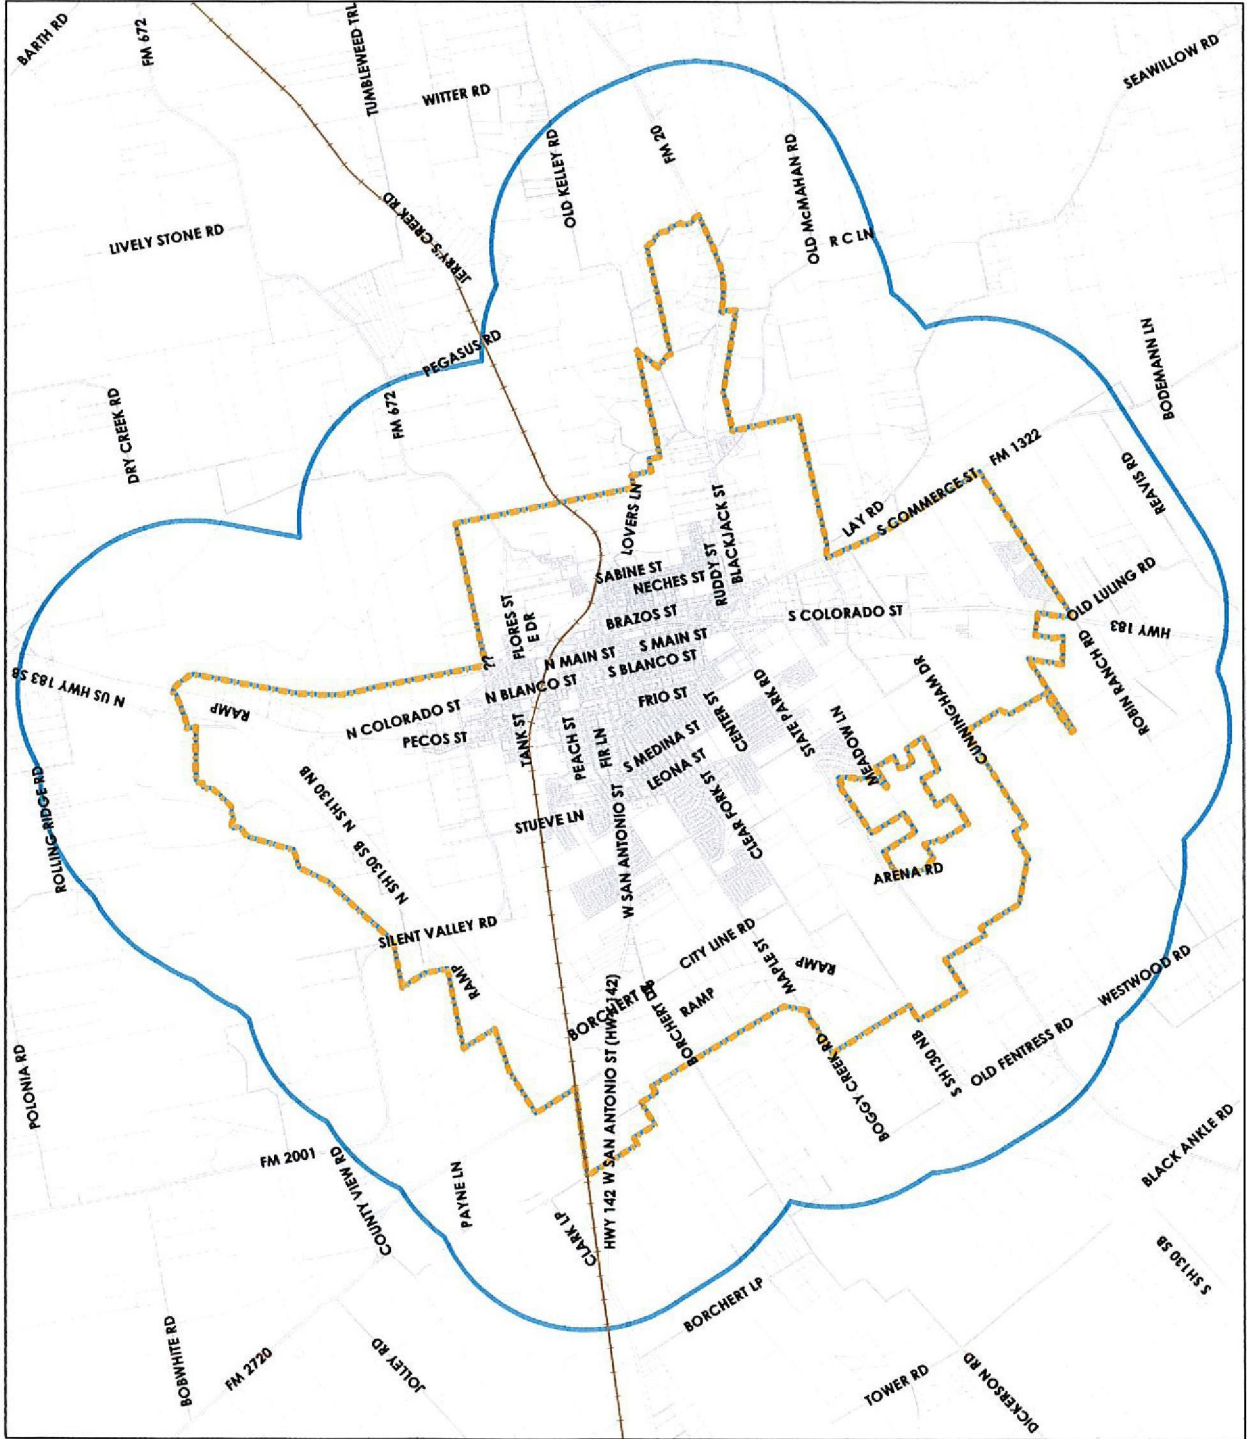 BARTH RD
FM 672
TUMBLEWEED TRL
WITTER RD
SEAWILLOW RD
OLD KELLEY RD
FM 20
OLD McMAHAN RD
R C LN
LIVELY STONE RD
JERRY'S CREEK RD
PEGASUS RD
FM 672
DRY CREEK RD
BODEMANN LN
FM 1322
REAVIS RD
LAY RD
S COMMERCE ST
LOVERS LN
BLACKJACK ST
RUDDY ST
SABINE ST
NECHES ST
BRAZOS ST
S COLORADO ST
OLD LULING RD
HWY 183
FLORES ST
E DR
??
N MAIN ST
S MAIN ST
S BLANCO ST
N BLANCO ST
N US HWY 183 SB
RAMP
N COLORADO ST
PECOS ST
TANK ST
PEACH ST
FIR LN
FRIO ST
S MEDINA ST
CENTER ST
LEONA ST
STATE PARK RD
MEADOW LN
CUNNINGHAM DR
ROBIN RANCH RD
ROLLING RIDGE RD
N SH130 NB
N SH130 SB
STUEVE LN
W SAN ANTONIO ST
CLEAR FORK ST
ARENA RD
SILENT VALLEY RD
RAMP
CITY LINE RD
MAPLE ST
RAMP
BORCHERT
RAMP
BORCHERT
WESTWOOD RD
HWY 142 W SAN ANTONIO ST (HWY 142)
BOGGY CREEK RD
S SH130 NB
OLD FENTRESS RD
POLONIA RD
FM 2001
COUNTY VIEW RD
PAYNE LN
CLARK LP
BLACK ANKLE RD
S SH130 SB
BORCHERT LP
BOBWHITE RD
FM 2720
JOLLEY RD
TOWER RD
DICKERSON RD